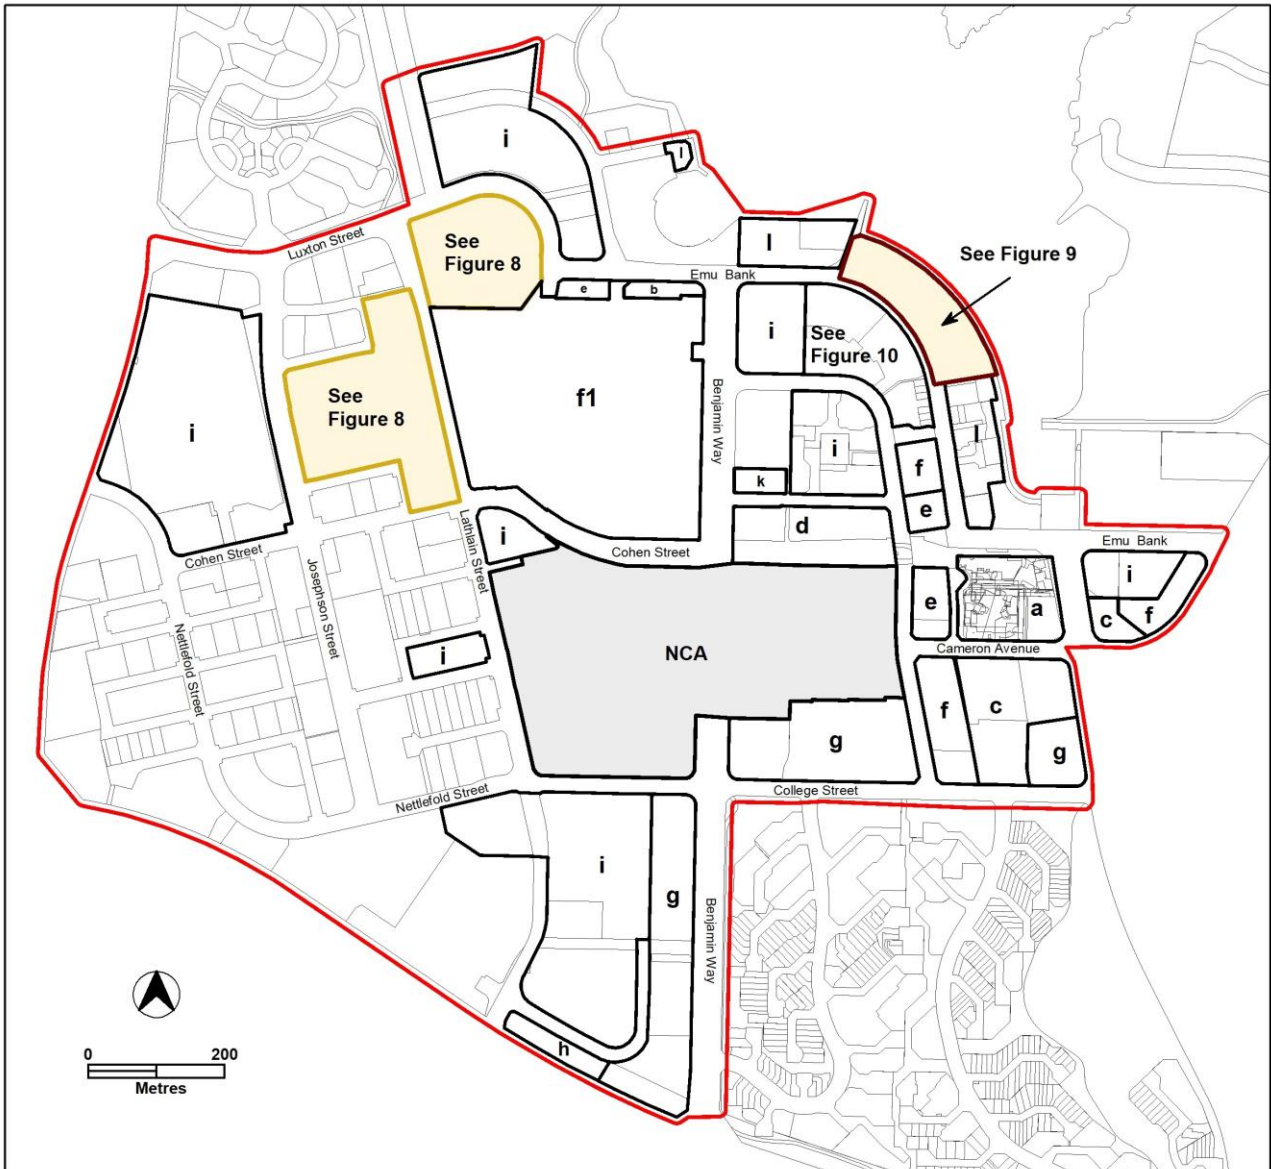 i
l
Luxton Street
See
Figure 8
See Figure 9
l
Emu Bank
e
b
i
See
Figure 10
f1
Benjamin Way
See
Figure 8
i
i
l
f
k
e
d
i
Lathlain Street
Cohen Street
Emu Bank
Cohen Street
Josephson Street
i
e
a
c
f
Cameron Avenue
NCA
i
Nettlefold Street
f
c
g
g
College Street
Nettlefold Street
i
g
Benjamin Way
h
0 200
Metres